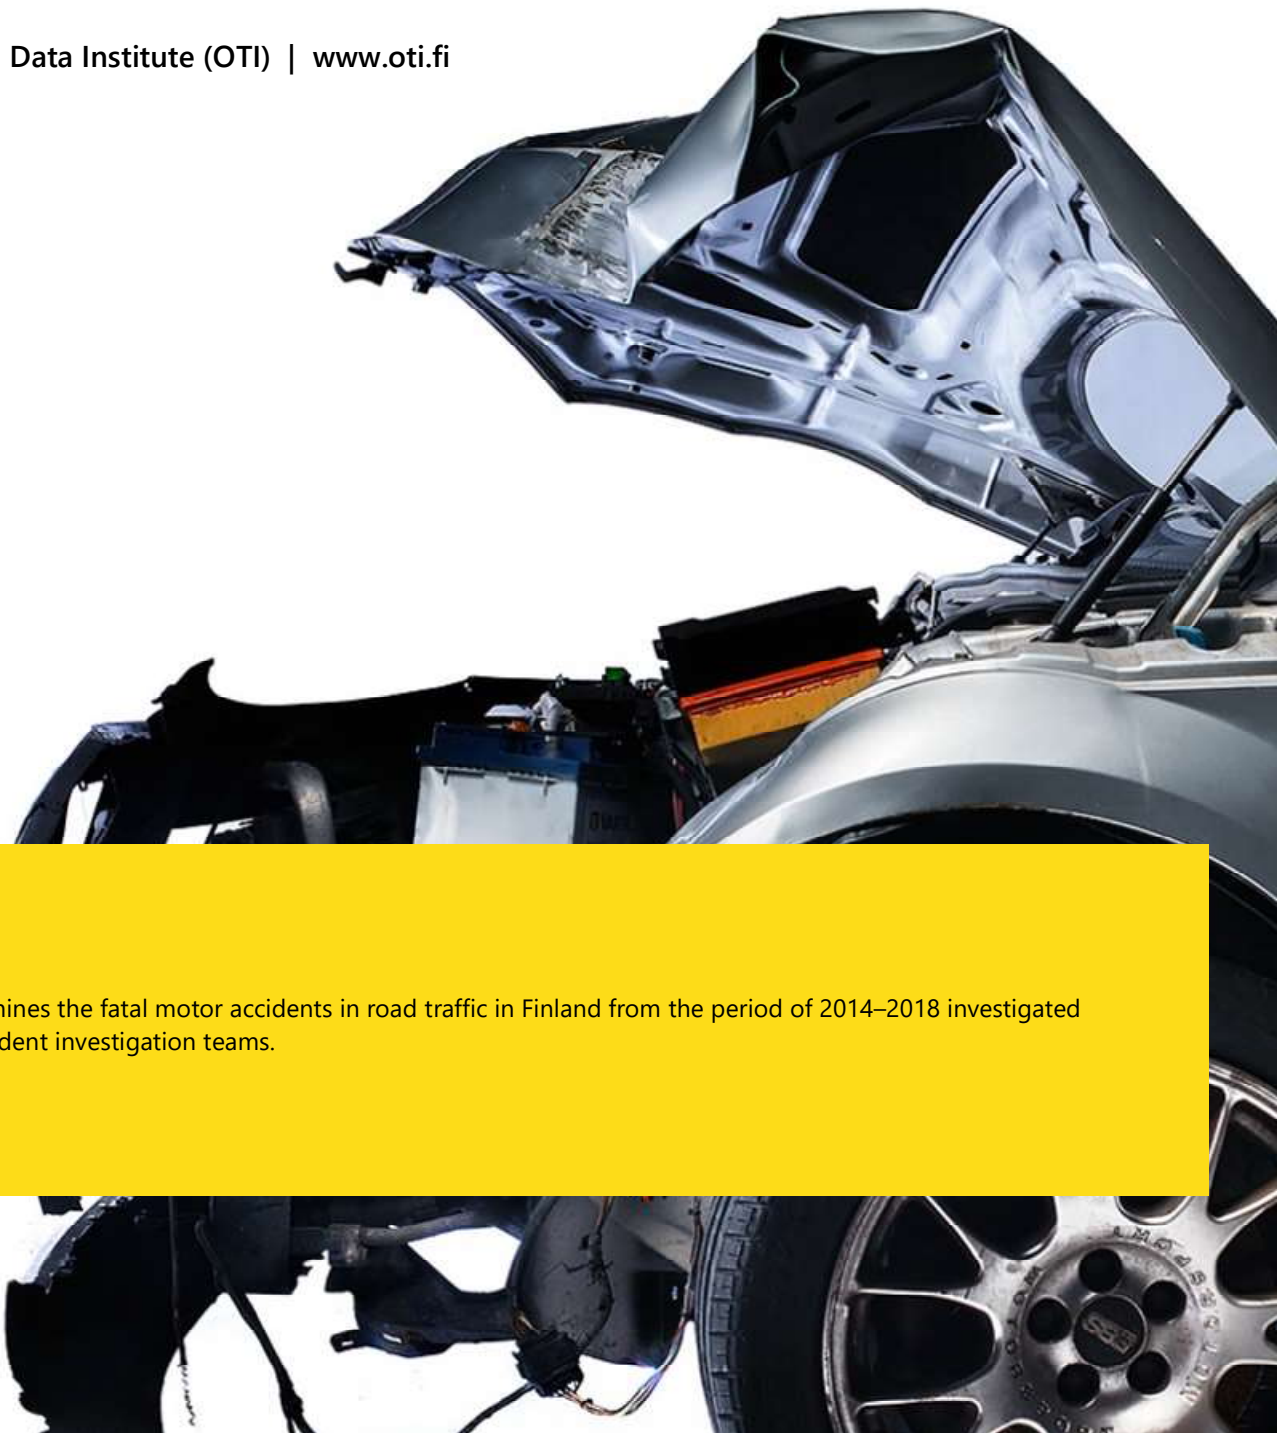 Data Institute (OTI) | www.oti.fi
nines the fatal motor accidents in road traffic in Finland from the period of 2014–2018 investigated
dent investigation teams.
BBS